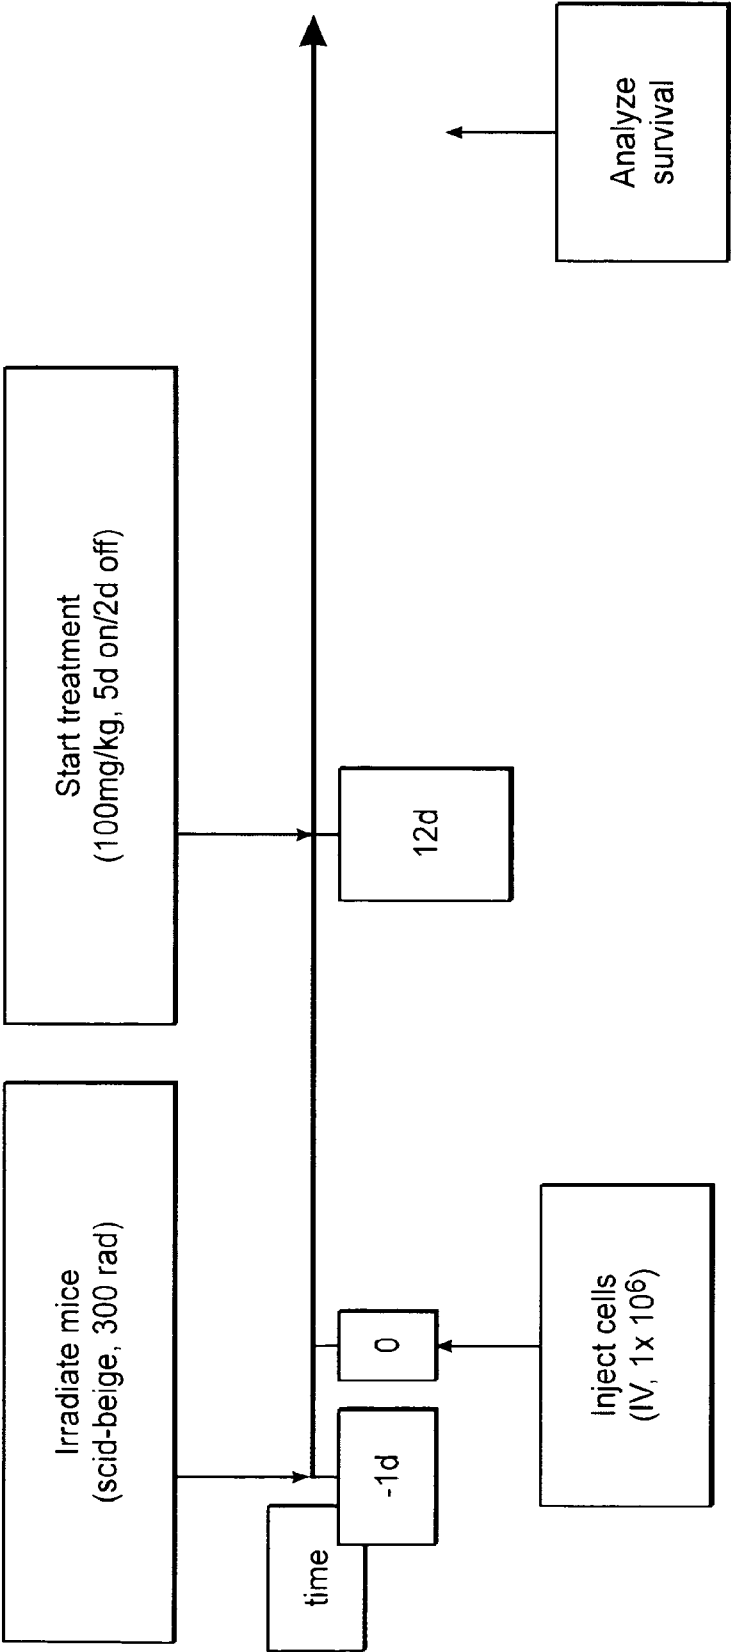 Irradiate mice
(scid-beige, 300 rad)
Start treatment
(100mg/kg, 5d on/2d off)
time
-1d
0
12d
Inject cells
(IV, 1x 10⁶)
Analyze
survival